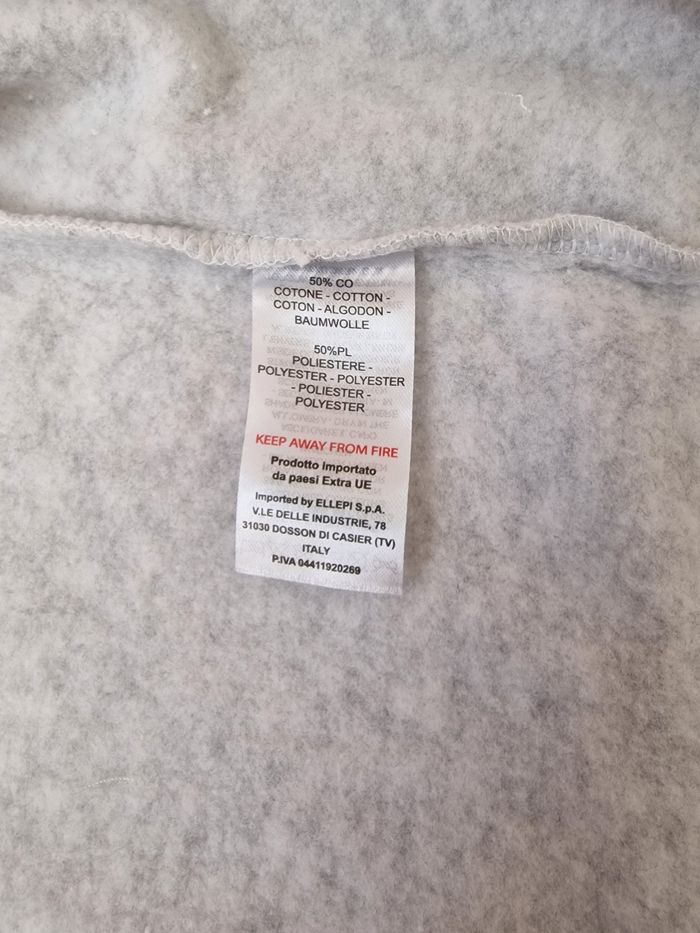 50% CO
COTONE - COTTON -
COTON - ALGODON -
BAUMWOLLE
50%PL
POLIESTERE -
POLYESTER - POLYESTER
- POLIESTER -
POLYESTER
KEEP AWAY FROM FIRE
Prodotto importato
da paesi Extra UE
Imported by ELLEPI S.p.A.
V.LE DELLE INDUSTRIE, 78
31030 DOSSON DI CASIER (TV)
ITALY
P.IVA 04411920269